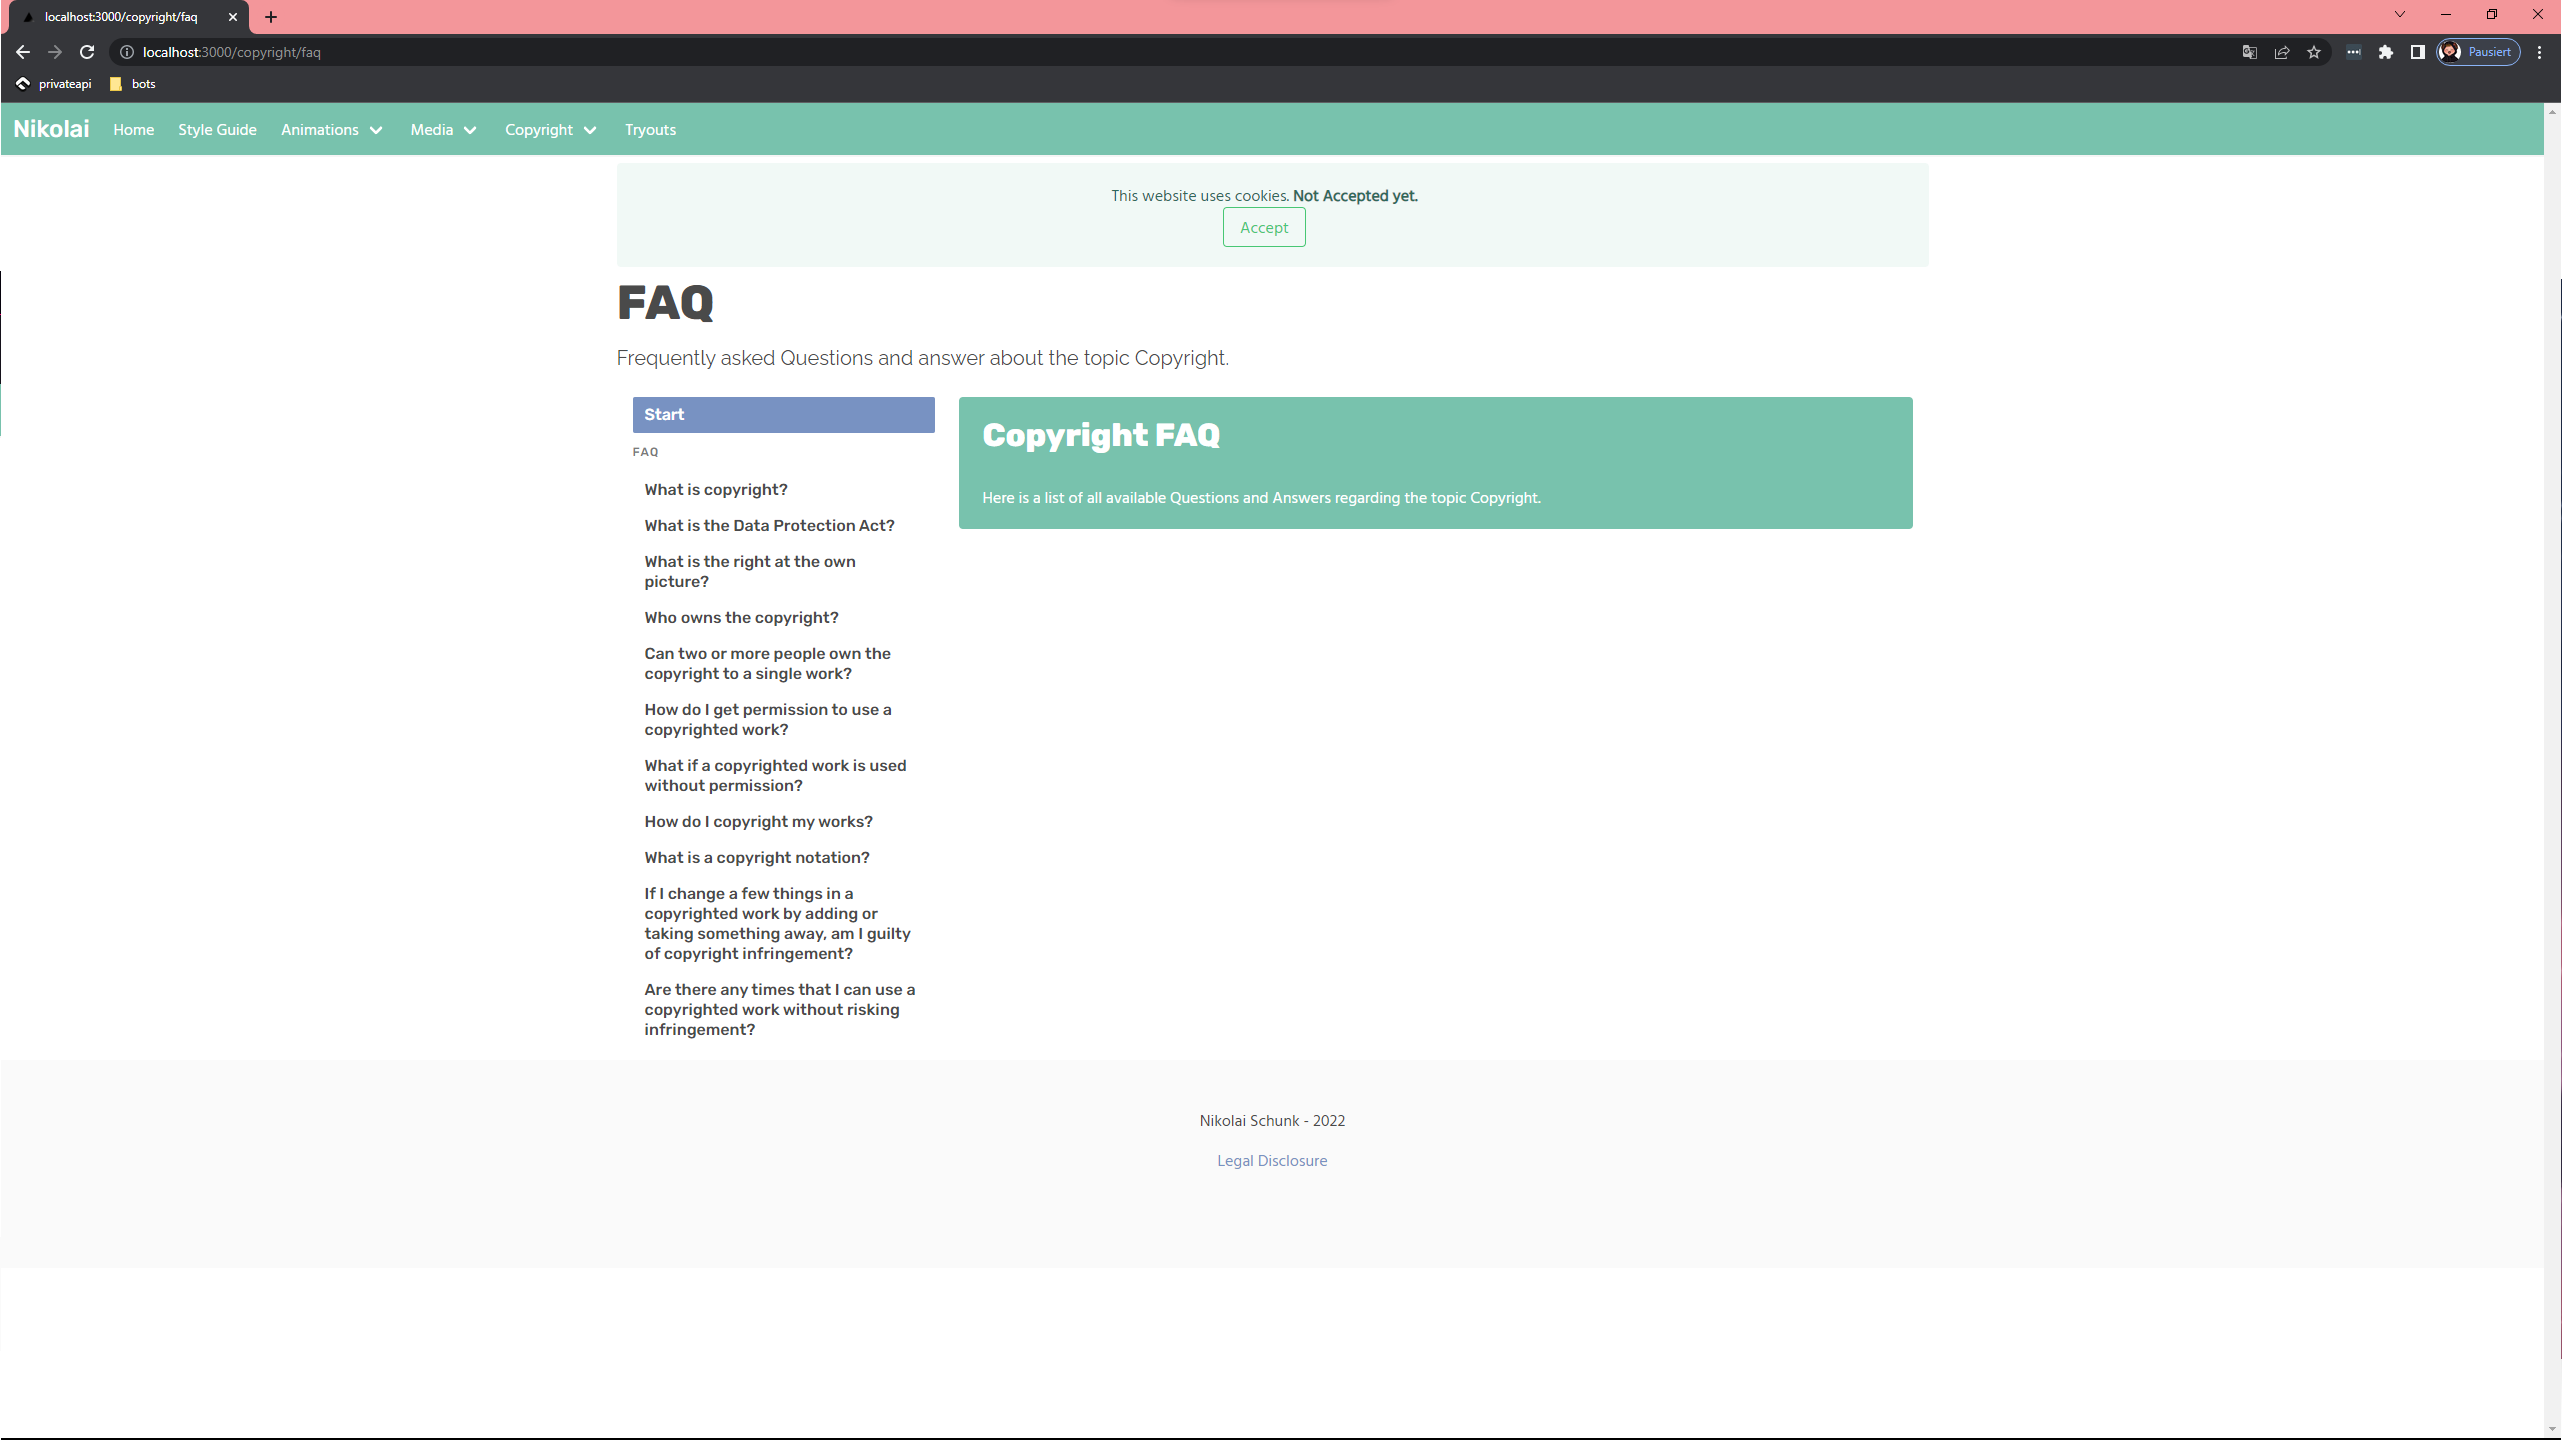 localhost:3000/copyright/faq
localhost:3000/copyright/faq
Pausiert
privateapi bots
Nikolai Home Style Guide Animations Media Copyright Tryouts
This website uses cookies. Not Accepted yet.
Accept
FAQ
Frequently asked Questions and answer about the topic Copyright.
Start
FAQ
What is copyright?
What is the Data Protection Act?
What is the right at the own
picture?
Who owns the copyright?
Can two or more people own the
copyright to a single work?
How do I get permission to use a
copyrighted work?
What if a copyrighted work is used
without permission?
How do I copyright my works?
What is a copyright notation?
If I change a few things in a
copyrighted work by adding or
taking something away, am I guilty
of copyright infringement?
Are there any times that I can use a
copyrighted work without risking
infringement?
Copyright FAQ
Here is a list of all available Questions and Answers regarding the topic Copyright.
Nikolai Schunk - 2022
Legal Disclosure